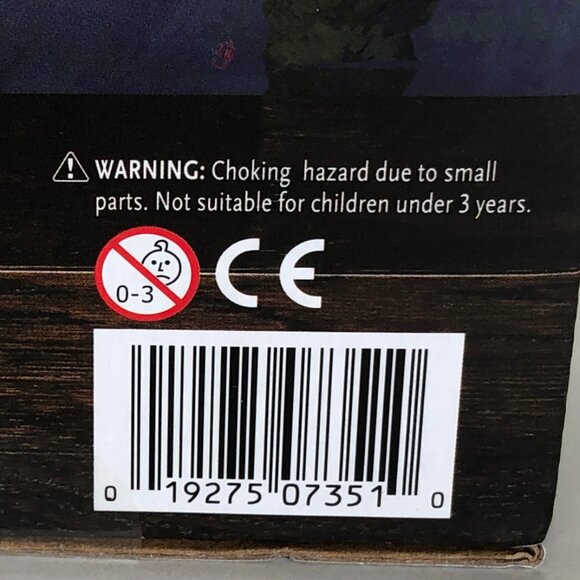 WARNING: Choking hazard due to small
parts. Not suitable for children under 3 years.
0-3 CE
0 19275 07351 0